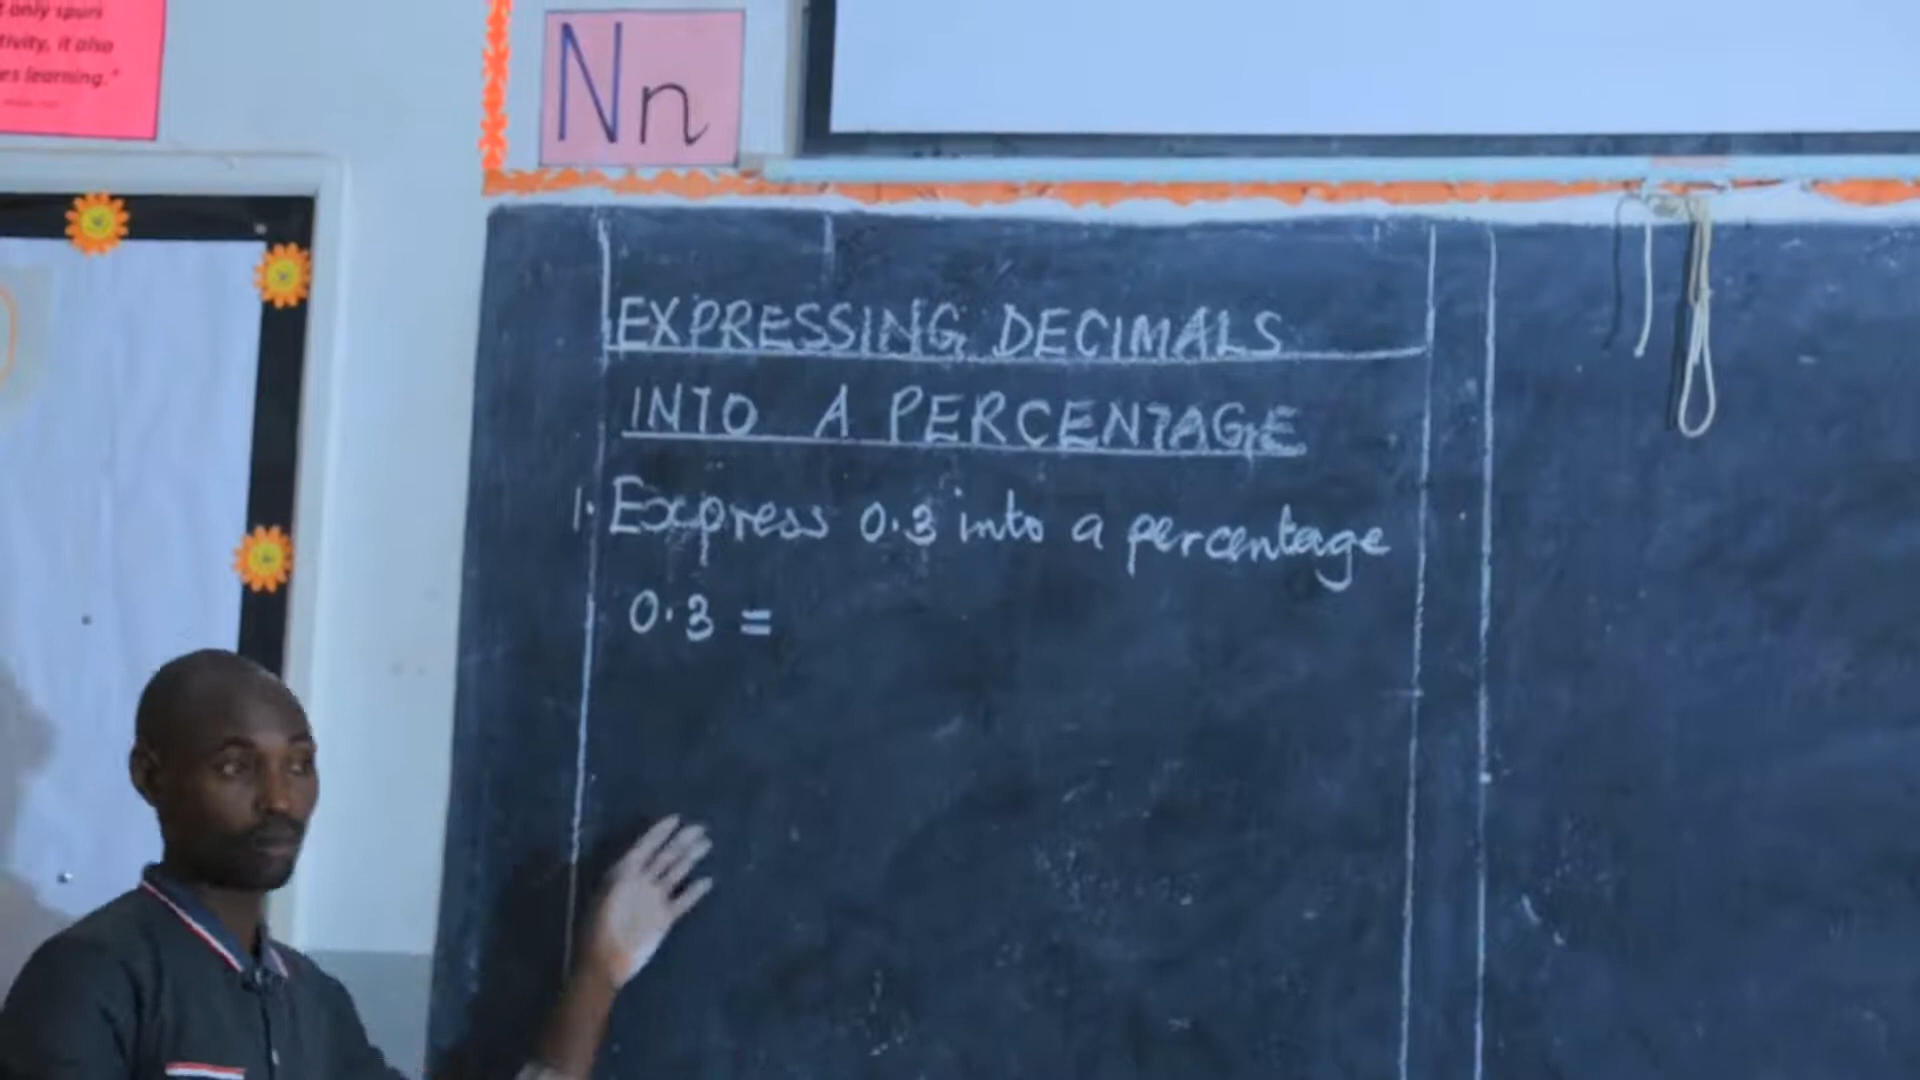 only spurs
tivity, it also
es learning."
Nn
EXPRESSING DECIMALS
INTO A PERCENTAGE
1. Express 0.3 into a percentage
0.3 =